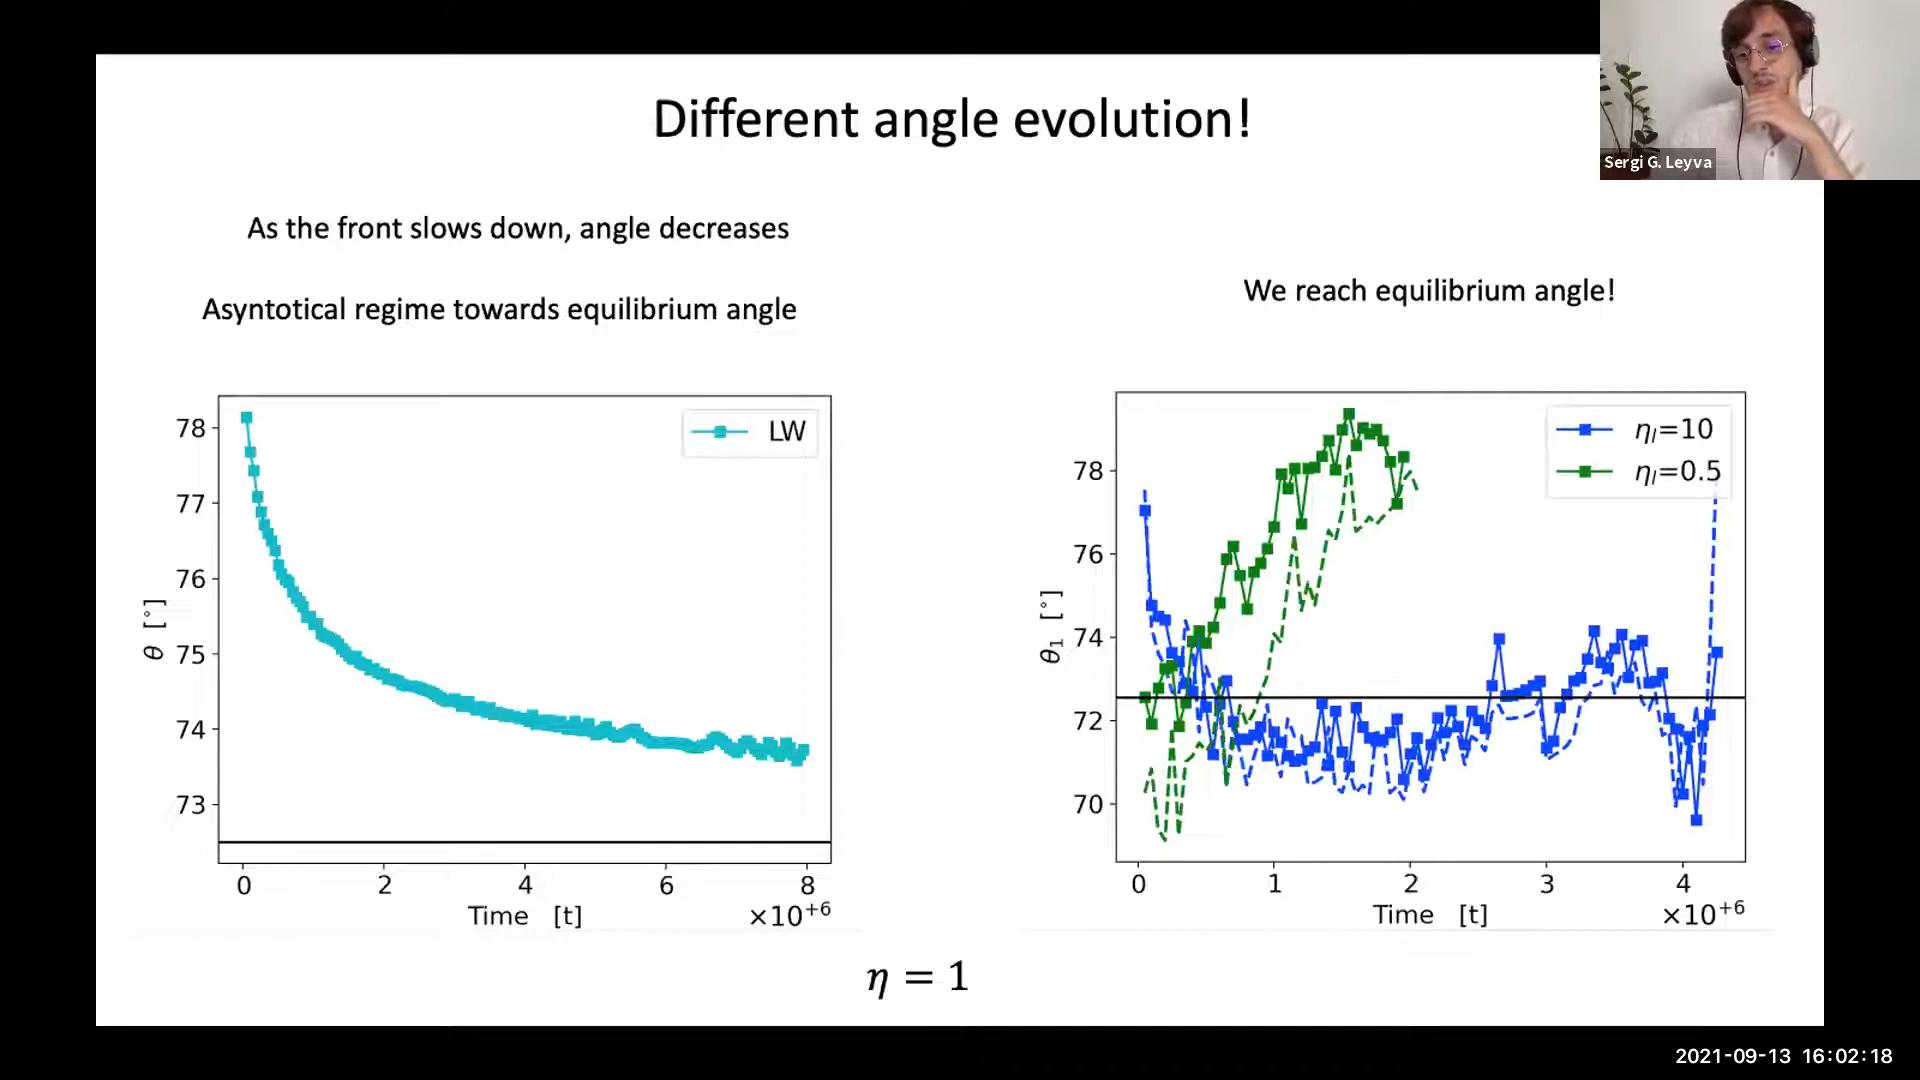 Different angle evolution!
Sergi G. Leyva
As the front slows down, angle decreases
Asyntotical regime towards equilibrium angle
We reach equilibrium angle!
LW
78
77
76
75
74
73
θ [°]
0 2 4 6 8
Time [t] ×10⁺⁶
ηₗ=10
ηₗ=0.5
78
76
74
72
70
θ₁ [°]
0 1 2 3 4
Time [t] ×10⁺⁶
η = 1
2021-09-13 16:02:18